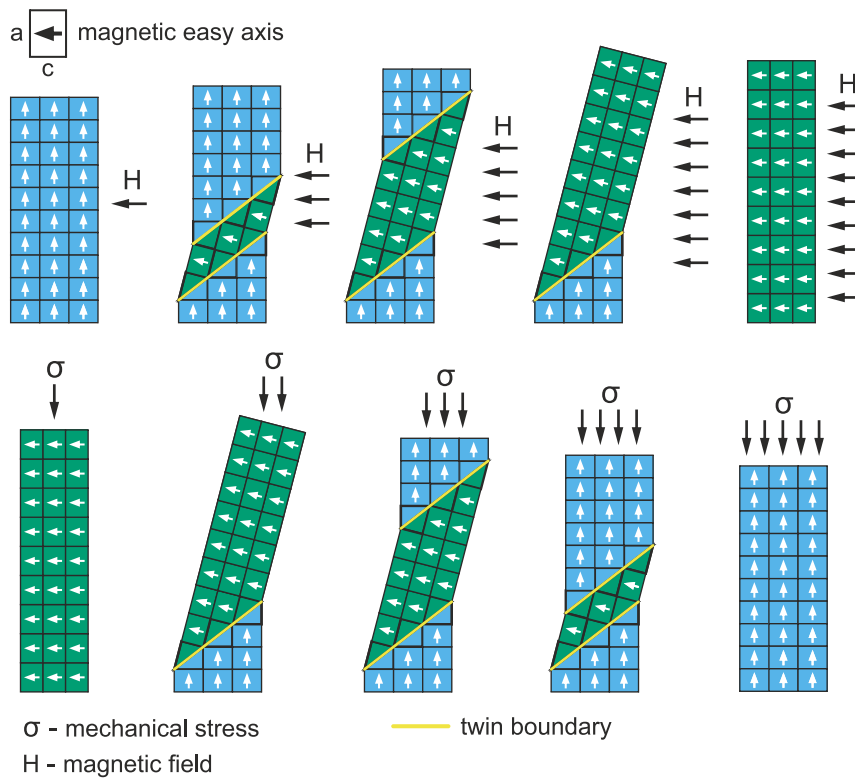 a
magnetic easy axis
c
H
H
H
H
H
σ
σ
σ
σ
σ
σ - mechanical stress
twin boundary
H - magnetic field